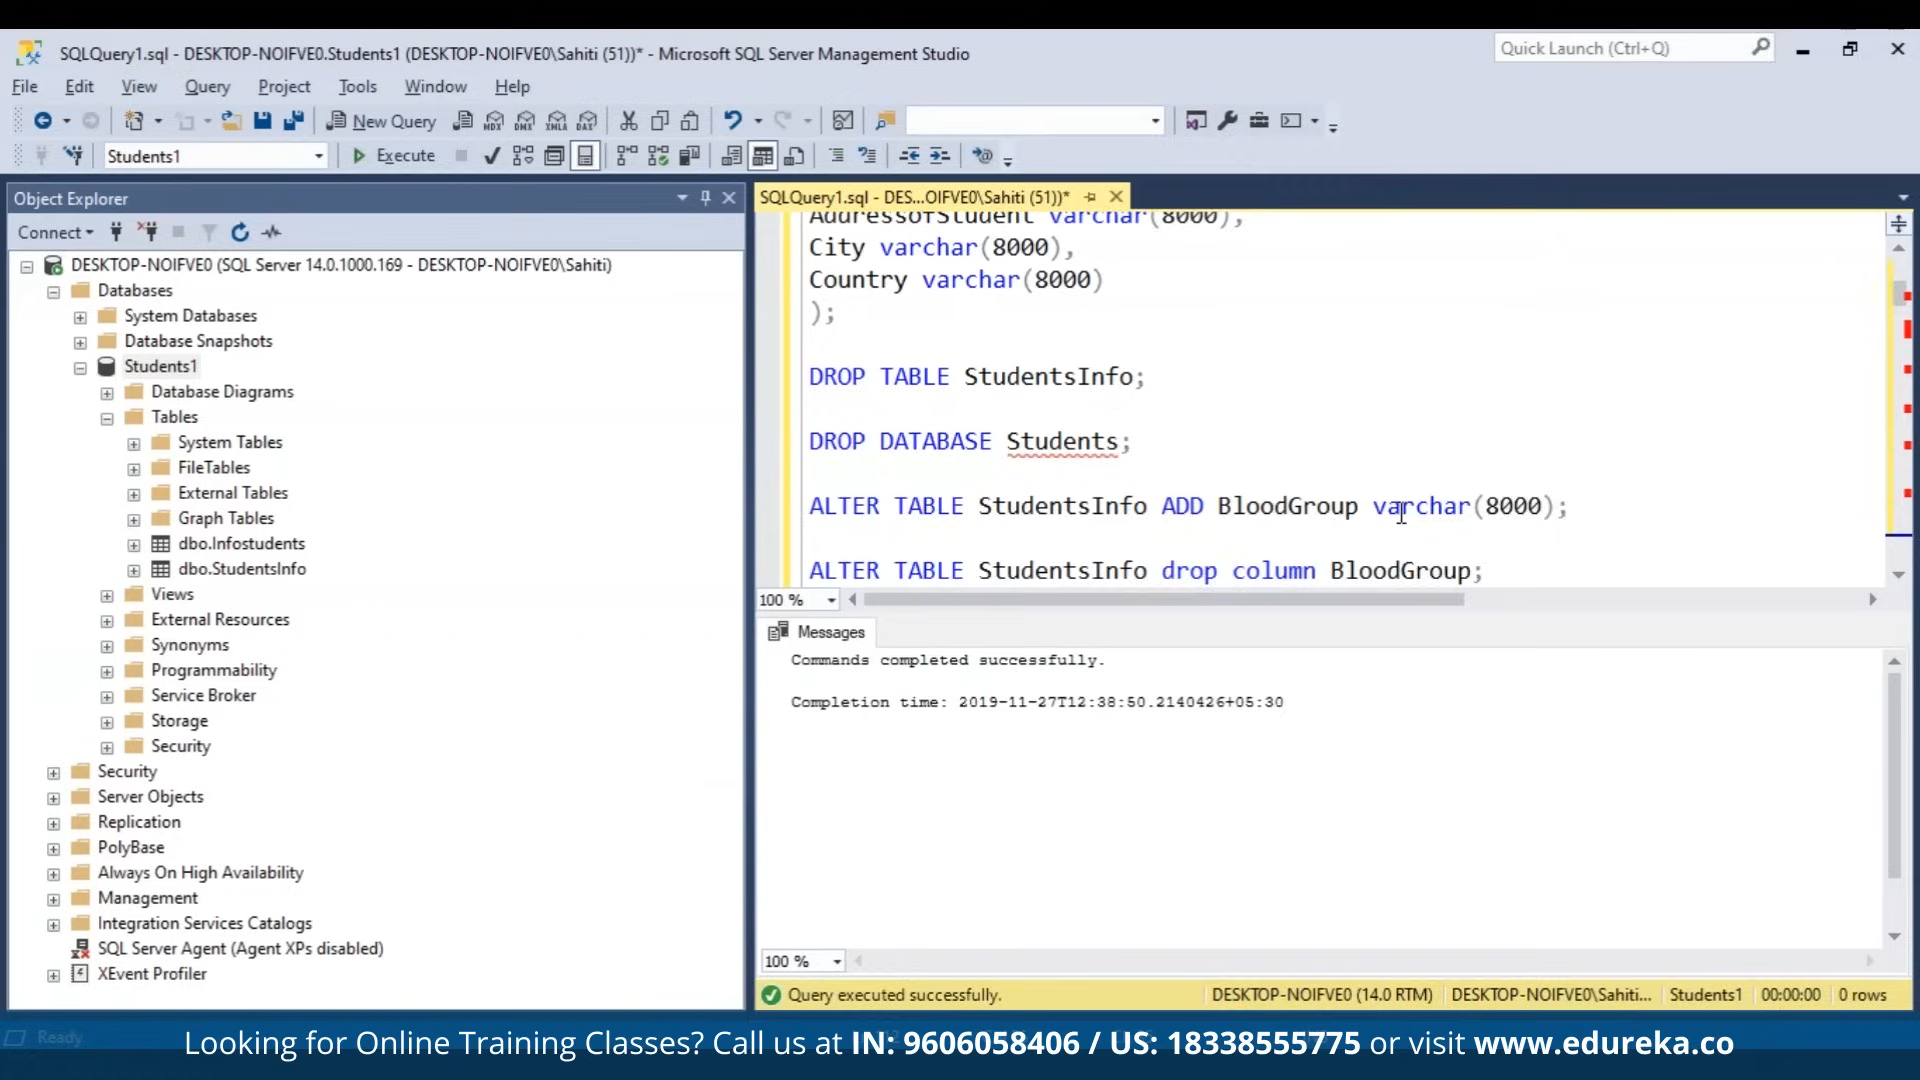 SQLQuery1.sql - DESKTOP-NOIFVE0.Students1 (DESKTOP-NOIFVE0\Sahiti (51))* - Microsoft SQL Server Management Studio
Quick Launch (Ctrl+Q)
File Edit View Query Project Tools Window Help
New Query
MDX DMX XMLA DAX
Students1
Execute
Object Explorer
Connect
DESKTOP-NOIFVE0 (SQL Server 14.0.1000.169 - DESKTOP-NOIFVE0\Sahiti)
Databases
System Databases
Database Snapshots
Students1
Database Diagrams
Tables
System Tables
FileTables
External Tables
Graph Tables
dbo.Infostudents
dbo.StudentsInfo
Views
External Resources
Synonyms
Programmability
Service Broker
Storage
Security
Security
Server Objects
Replication
PolyBase
Always On High Availability
Management
Integration Services Catalogs
SQL Server Agent (Agent XPs disabled)
XEvent Profiler
SQLQuery1.sql - DES...OIFVE0\Sahiti (51))*
AddressofStudent varchar(8000),
City varchar(8000),
Country varchar(8000)
);
DROP TABLE StudentsInfo;
DROP DATABASE Students;
ALTER TABLE StudentsInfo ADD BloodGroup varchar(8000);
ALTER TABLE StudentsInfo drop column BloodGroup;
100 %
Messages
Commands completed successfully.
Completion time: 2019-11-27T12:38:50.2140426+05:30
100 %
Query executed successfully.
DESKTOP-NOIFVE0 (14.0 RTM) DESKTOP-NOIFVE0\Sahiti... Students1 00:00:00 0 rows
Ready
Looking for Online Training Classes? Call us at IN: 9606058406 / US: 18338555775 or visit www.edureka.co